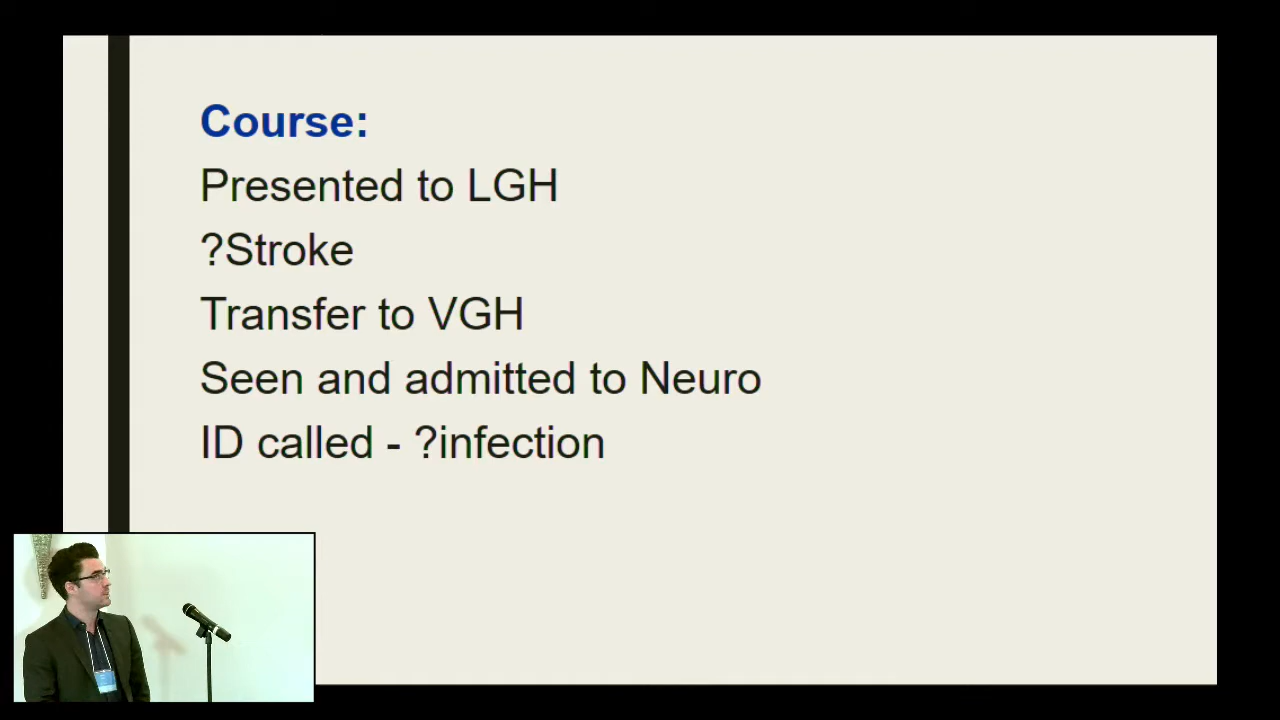 Course:
Presented to LGH
?Stroke
Transfer to VGH
Seen and admitted to Neuro
ID called - ?infection